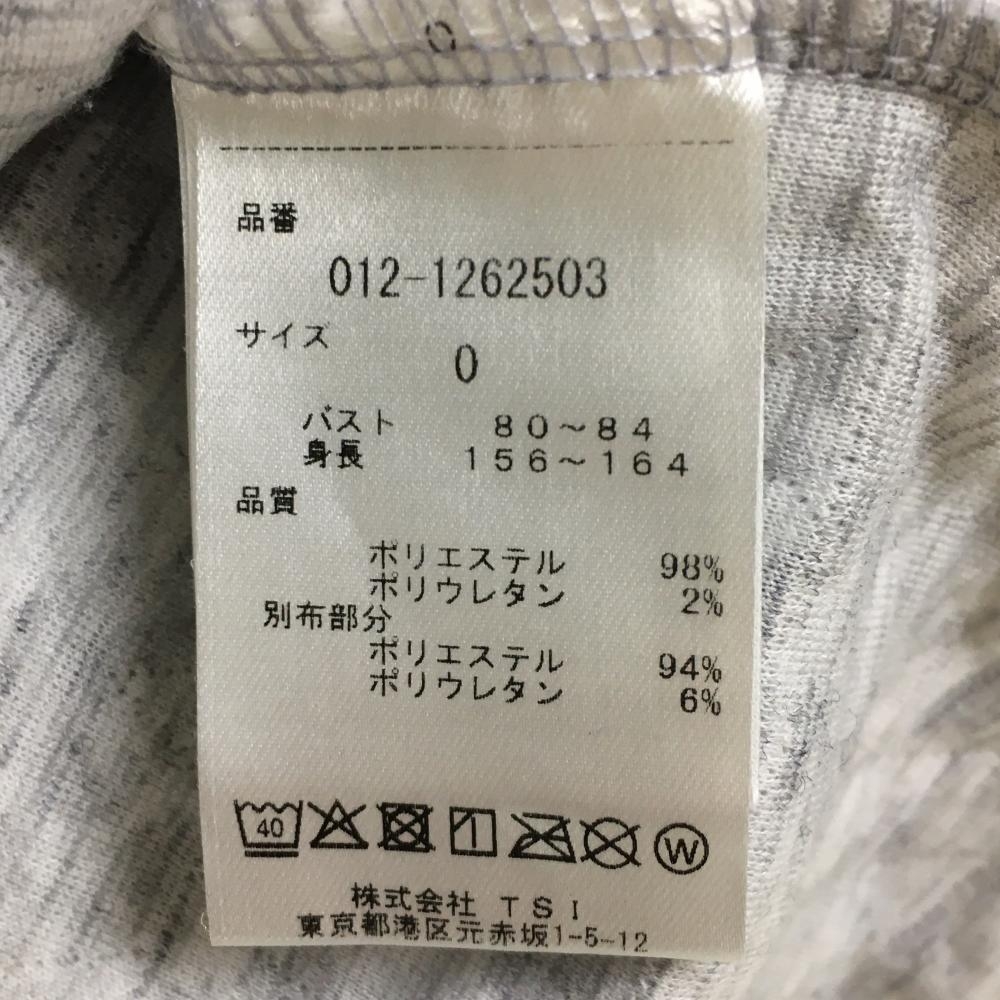 品番
012-1262503
サイズ
0
バスト 80～84
身長 156～164
品質
ポリエステル 98%
ポリウレタン 2%
別布部分
ポリエステル 94%
ポリウレタン 6%
40 W
株式会社 TSI
東京都港区元赤坂1-5-12